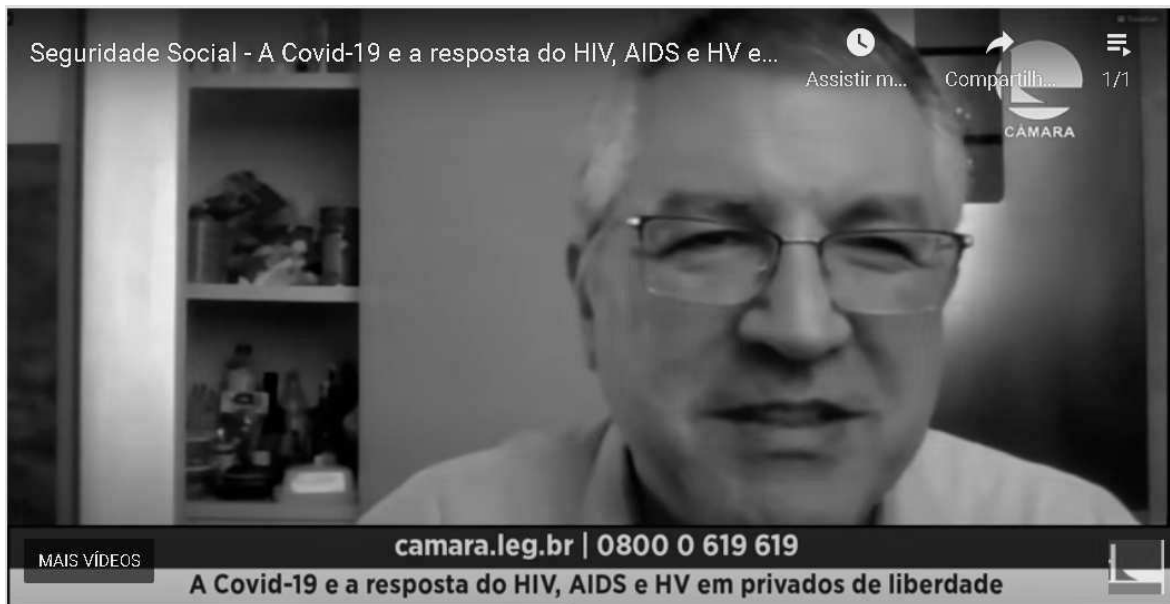 Seguridade Social - A Covid-19 e a resposta do HIV, AIDS e HV e...
Assistir m...
Compartilh...
1/1
CÂMARA
MAIS VÍDEOS
camara.leg.br | 0800 0 619 619
A Covid-19 e a resposta do HIV, AIDS e HV em privados de liberdade